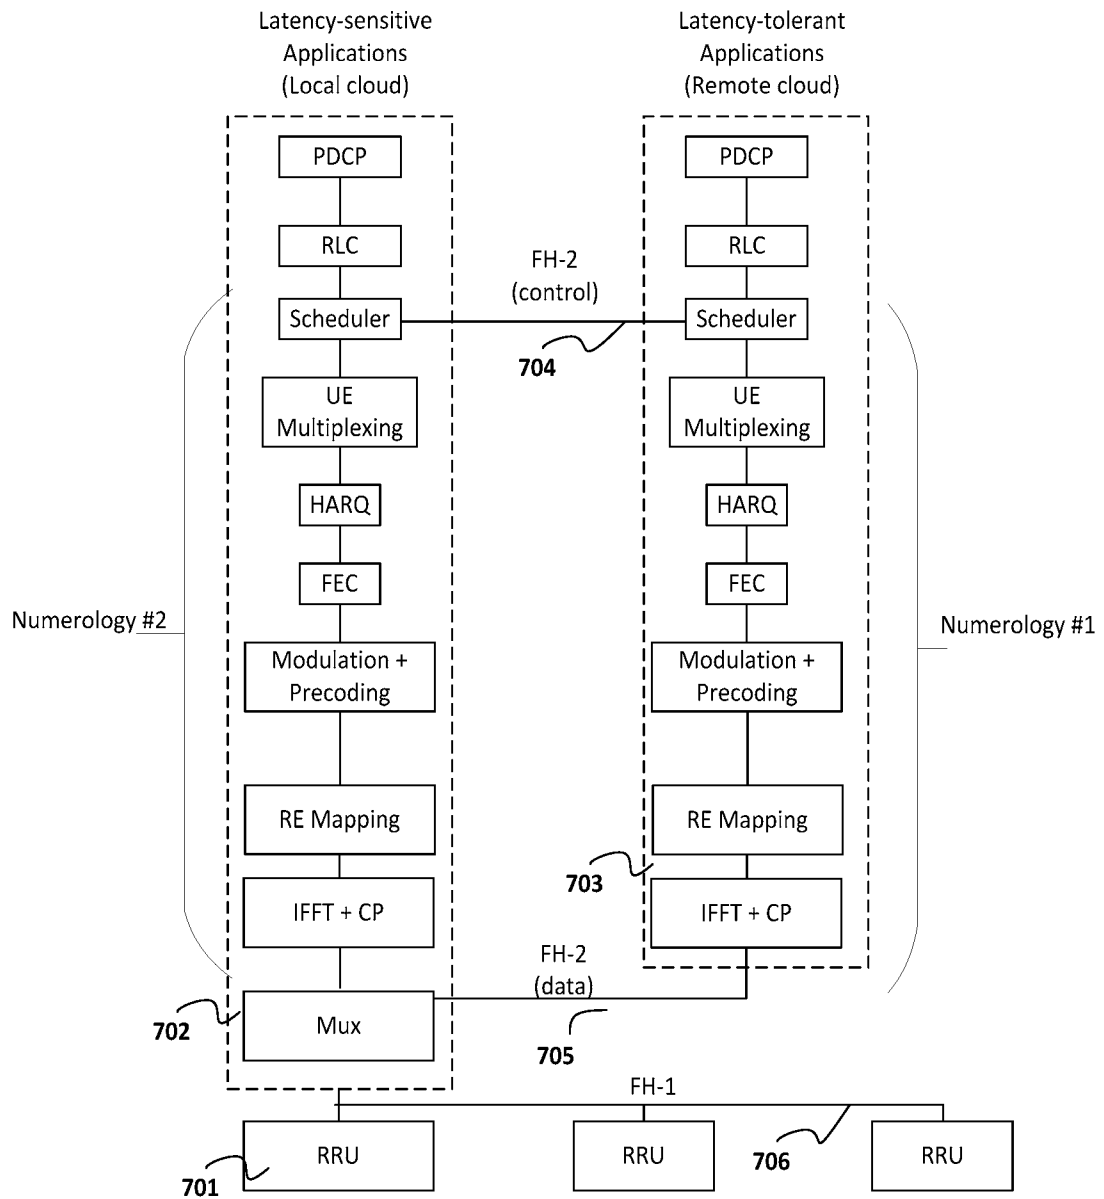 Latency-sensitive
Applications
(Local cloud)
Latency-tolerant
Applications
(Remote cloud)
PDCP
PDCP
RLC
RLC
FH-2
(control)
Scheduler
Scheduler
704
UE
Multiplexing
UE
Multiplexing
HARQ
HARQ
FEC
FEC
Numerology #2
Numerology #1
Modulation +
Precoding
Modulation +
Precoding
RE Mapping
RE Mapping
703
IFFT + CP
IFFT + CP
FH-2
(data)
702
Mux
705
FH-1
RRU
RRU
RRU
701
706